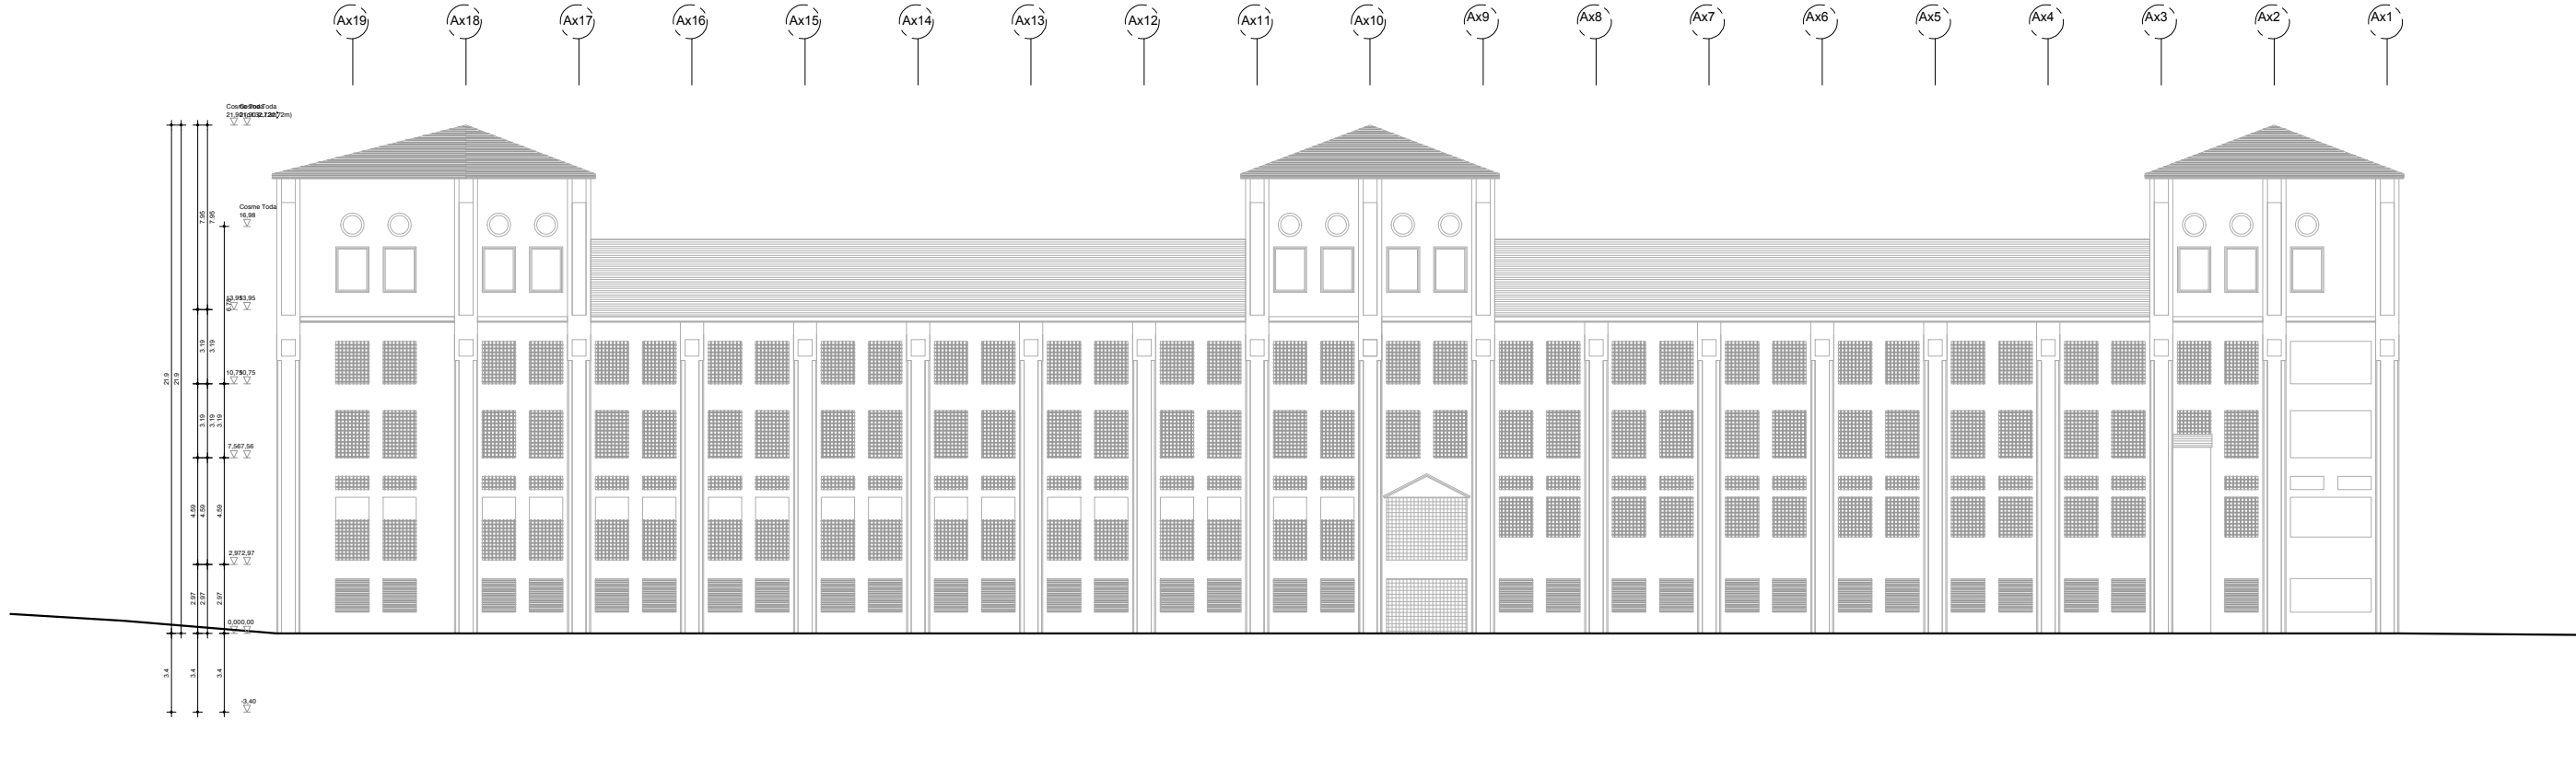 Ax19 Ax18 Ax17 Ax16 Ax15 Ax14 Ax13 Ax12 Ax11 Ax10 Ax9 Ax8 Ax7 Ax6 Ax5 Ax4 Ax3 Ax2 Ax1
Toda
Cosme Toda
16,98
7.95 7.95
13,95
3.19 3.19
21.9 21.9
10,75
3.19 3.19 3.19
7,56 7,56
4.59 4.59 4.59
2,97 2,97
2.97 2.97 2.97
0,00 0,00
3.4 3.4 3.4
-3,40